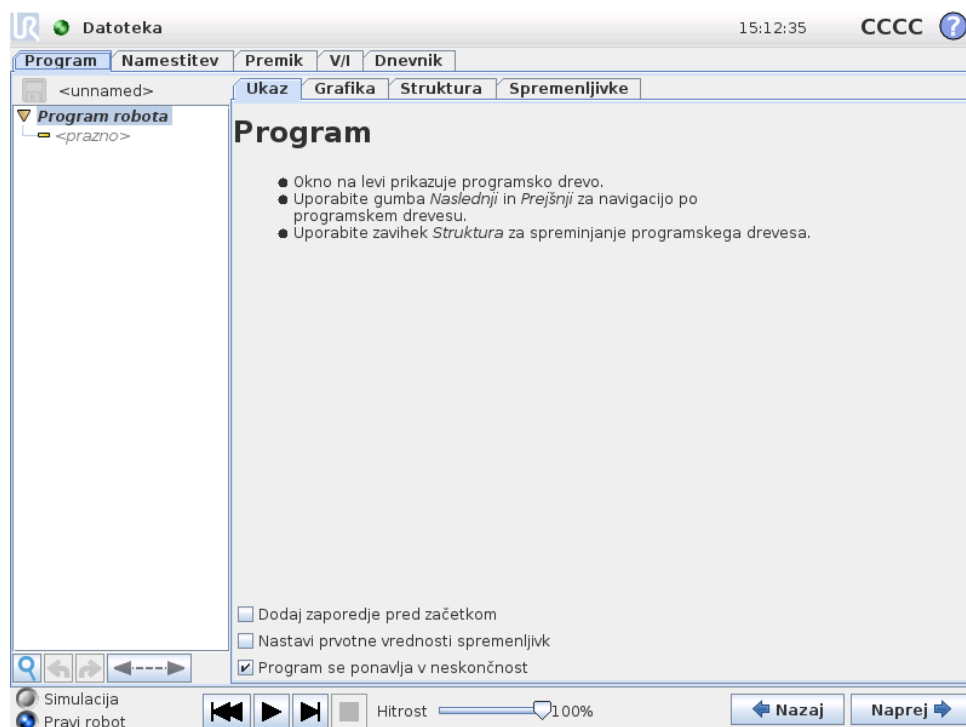 UR Datoteka 15:12:35 CCCC ?
Program Namestitev Premik V/I Dnevnik
<unnamed>
Ukaz Grafika Struktura Spremenljivke
Program robota
<prazno>
Program
Okno na levi prikazuje programsko drevo.
Uporabite gumba Naslednji in Prejšnji za navigacijo po
programskem drevesu.
Uporabite zavihek Struktura za spreminjanje programskega drevesa.
Dodaj zaporedje pred začetkom
Nastavi prvotne vrednosti spremenljivk
Program se ponavlja v neskončnost
Simulacija
Pravi robot
Hitrost 100%
Nazaj Naprej